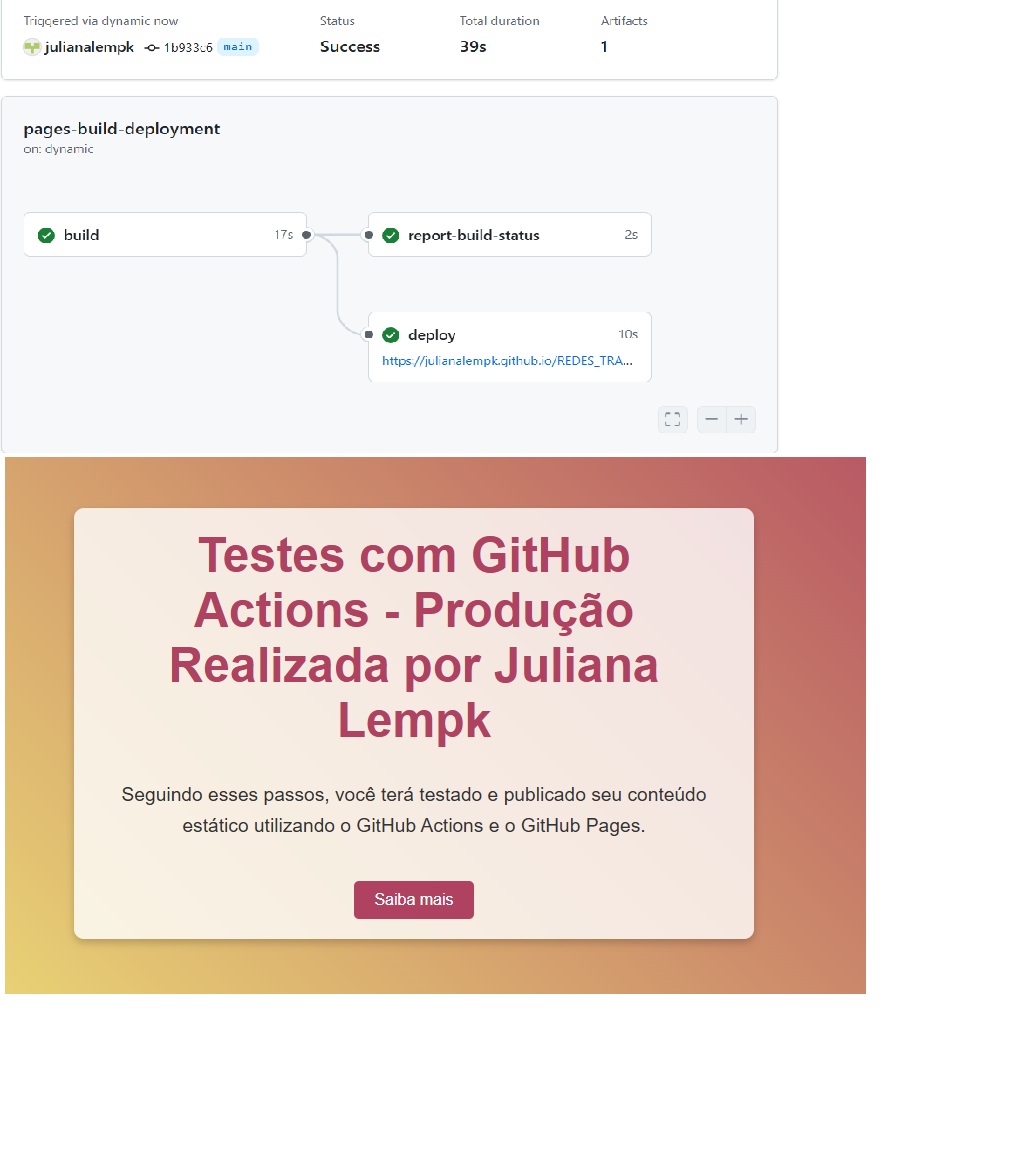 Triggered via dynamic now
Status
Total duration
Artifacts
julianalempk 1b933c6 main
Success
39s
1
pages-build-deployment
on: dynamic
build 17s
report-build-status 2s
deploy 10s
https://julianalempk.github.io/REDES_TRA...
Testes com GitHub
Actions - Produção
Realizada por Juliana
Lempk
Seguindo esses passos, você terá testado e publicado seu conteúdo
estático utilizando o GitHub Actions e o GitHub Pages.
Saiba mais